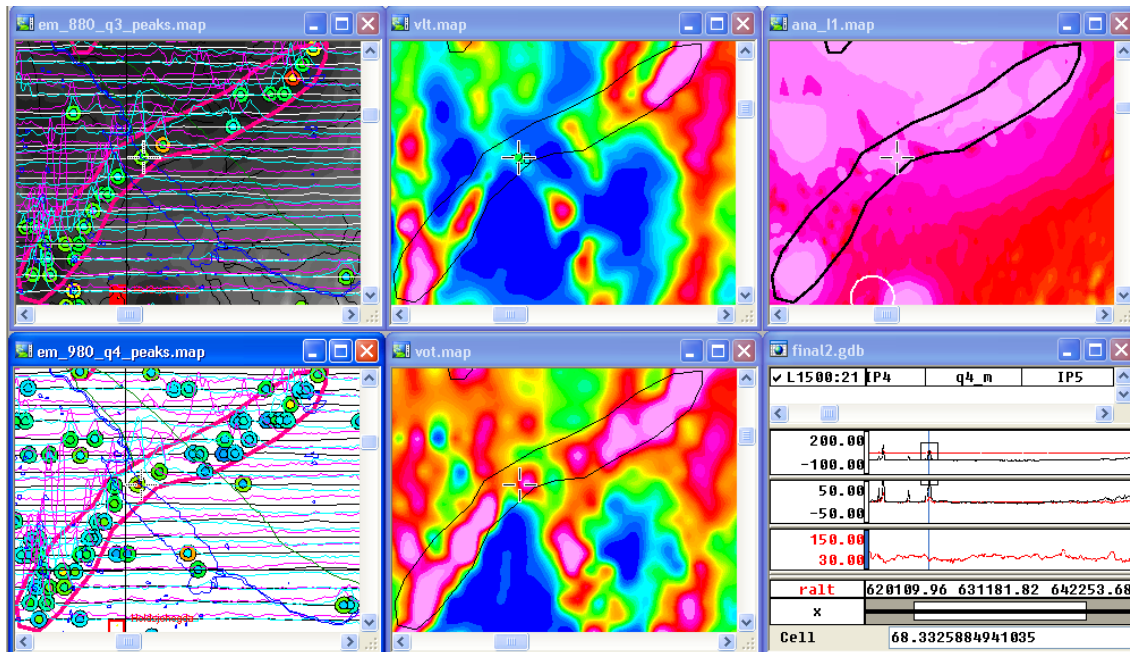 em_880_q3_peaks.map
vlt.map
ana_l1.map
em_980_q4_peaks.map
vot.map
final2.gdb
L1500:21 IP4 q4_m IP5
200.00
-100.00
50.00
-50.00
150.00
30.00
ralt 620109.96 631181.82 642253.68
x
Cell 68.3325884941035